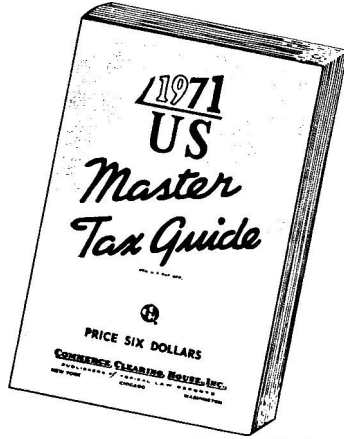 1971
US
Master
Tax Guide
PRICE SIX DOLLARS
COMMERCE, CLEARING, HOUSE, INC.,
PUBLISHERS of TOPICAL LAW REPORTS
NEW YORK CHICAGO WASHINGTON